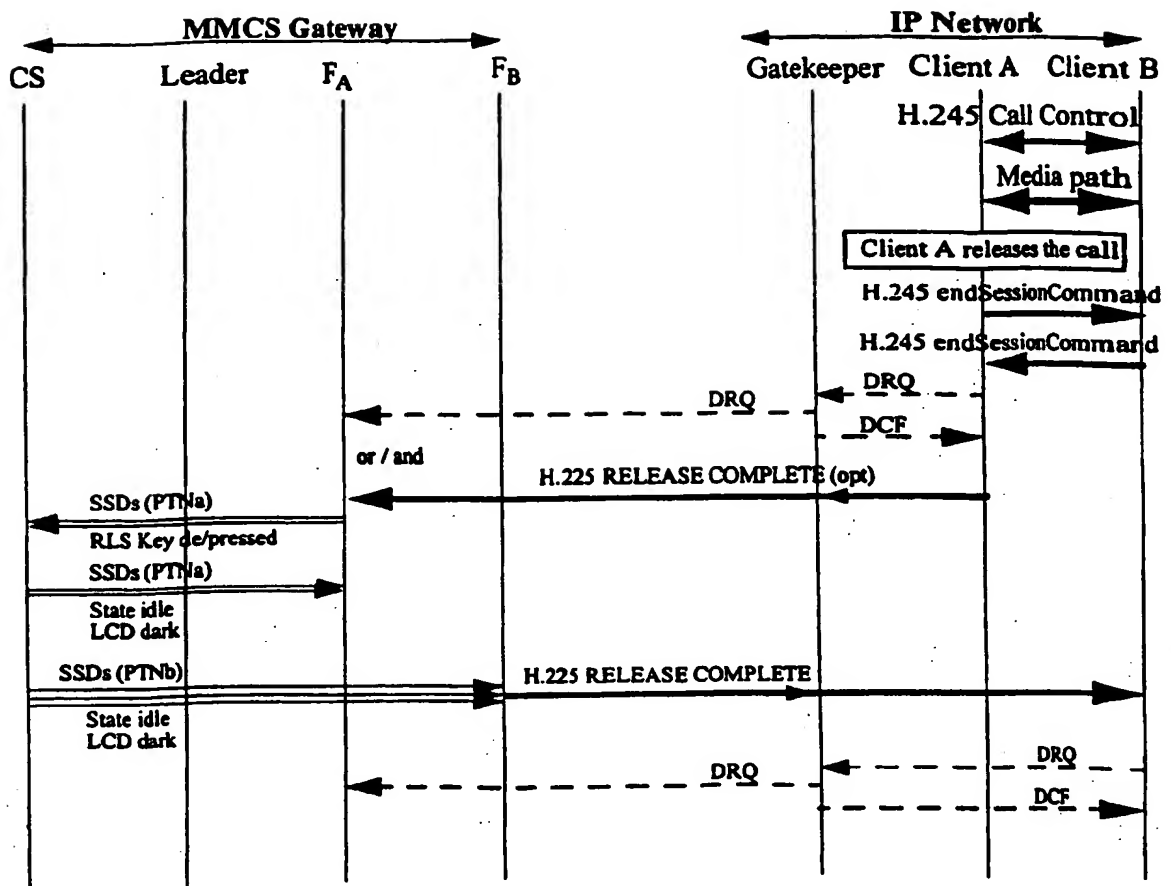 MMCS Gateway
IP Network
CS
Leader
FA
FB
Gatekeeper
Client A
Client B
H.245 Call Control
Media path
Client A releases the call
H.245 endSessionCommand
H.245 endSessionCommand
DRQ
DRQ
DCF
or / and
H.225 RELEASE COMPLETE (opt)
SSDs (PTNa)
RLS Key de/pressed
SSDs (PTNa)
State idle
LCD dark
SSDs (PTNb)
H.225 RELEASE COMPLETE
State idle
LCD dark
DRQ
DRQ
DCF